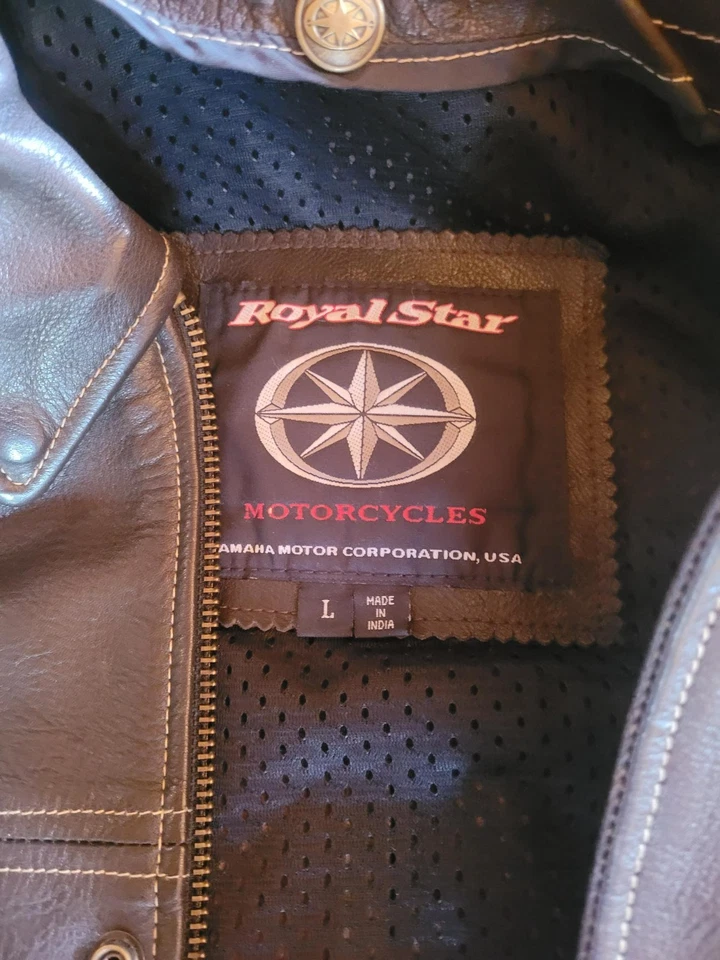 Royal Star
MOTORCYCLES
AMAHA MOTOR CORPORATION, USA
L
MADE
IN
INDIA